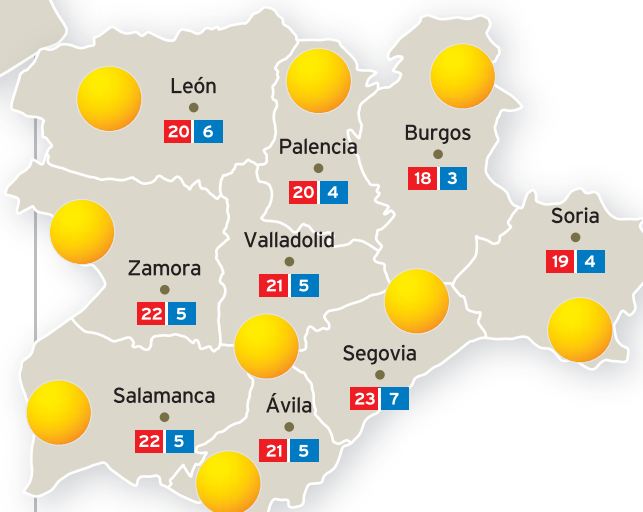 León
20 6
Palencia
20 4
Burgos
18 3
Soria
19 4
Valladolid
21 5
Zamora
22 5
Segovia
23 7
Salamanca
22 5
Ávila
21 5